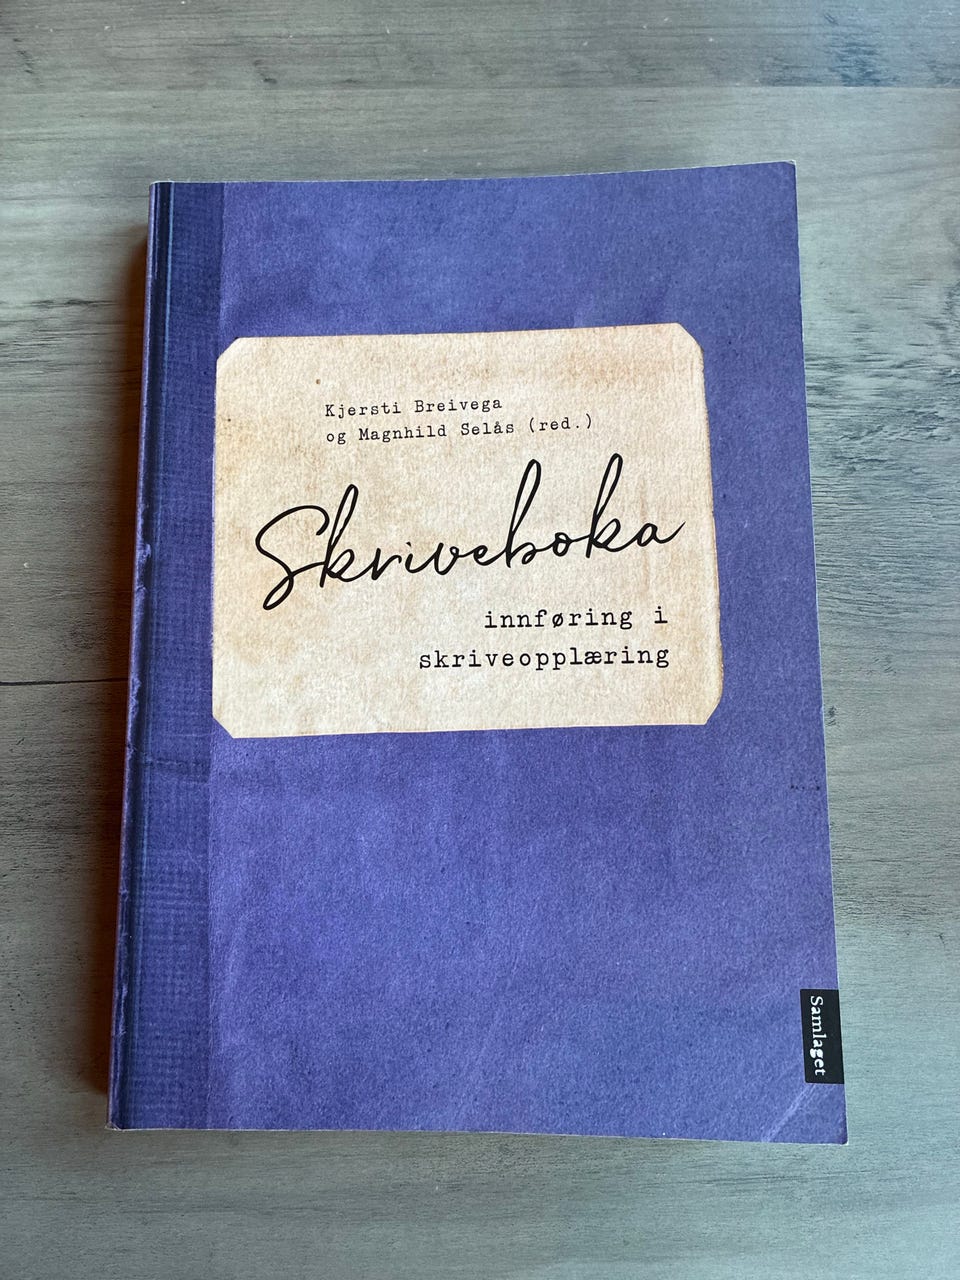 Kjersti Breivega
og Magnhild Selås (red.)
Skriveboka
innføring i
skriveopplæring
Samlaget